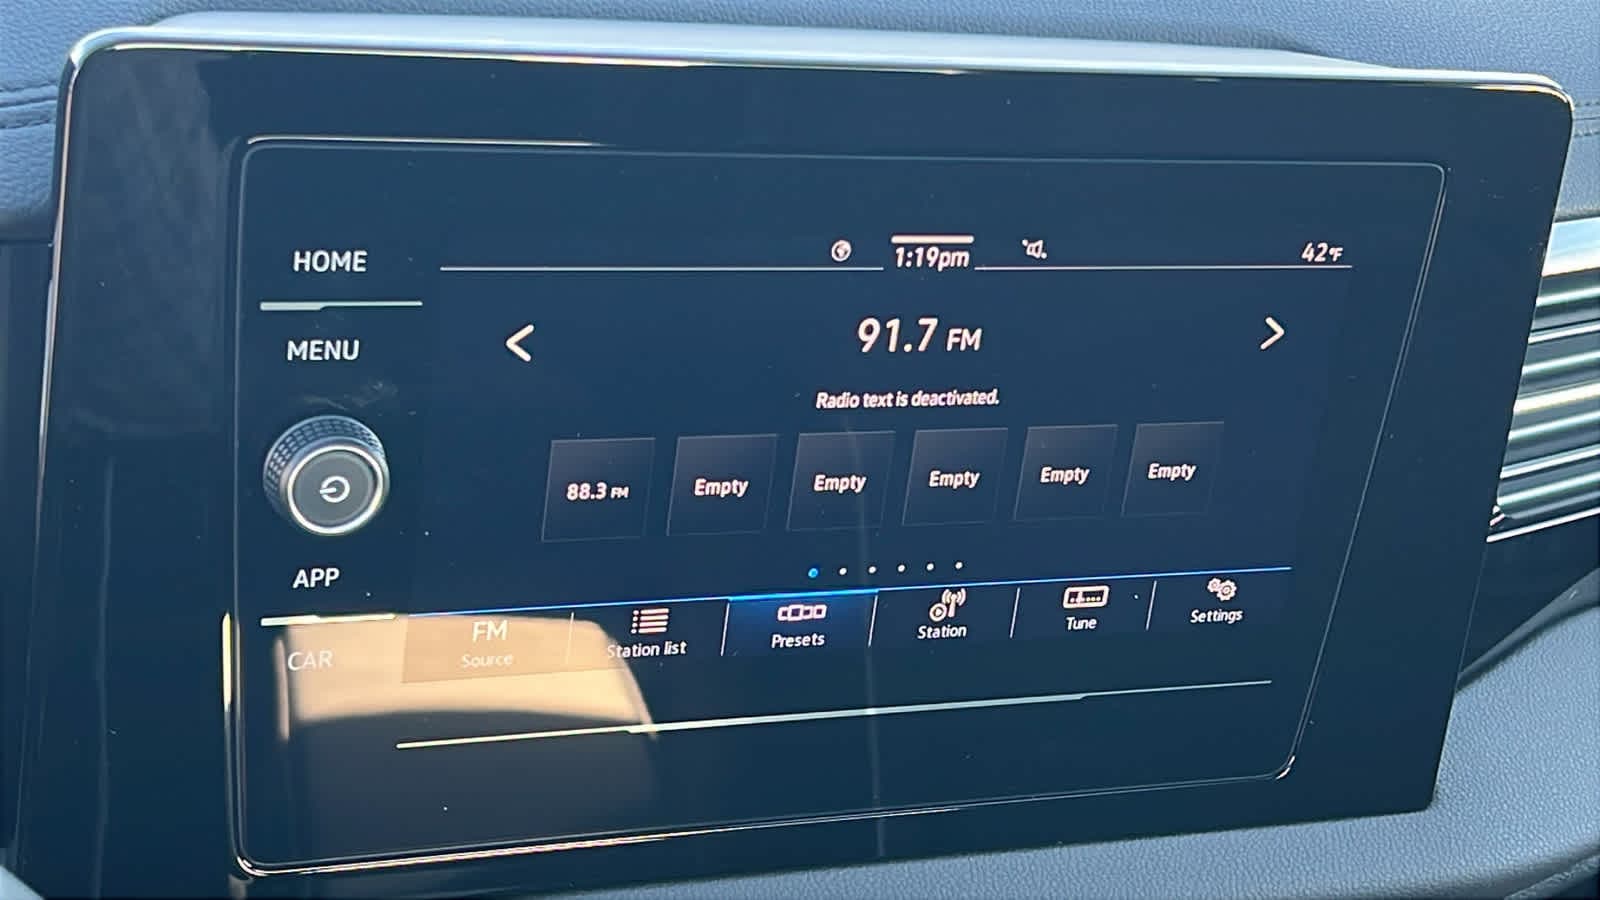 HOME
MENU
APP
CAR
1:19pm
42°F
91.7 FM
Radio text is deactivated.
88.3 FM
Empty
Empty
Empty
Empty
Empty
FM
Source
Station list
Presets
Station
Tune
Settings